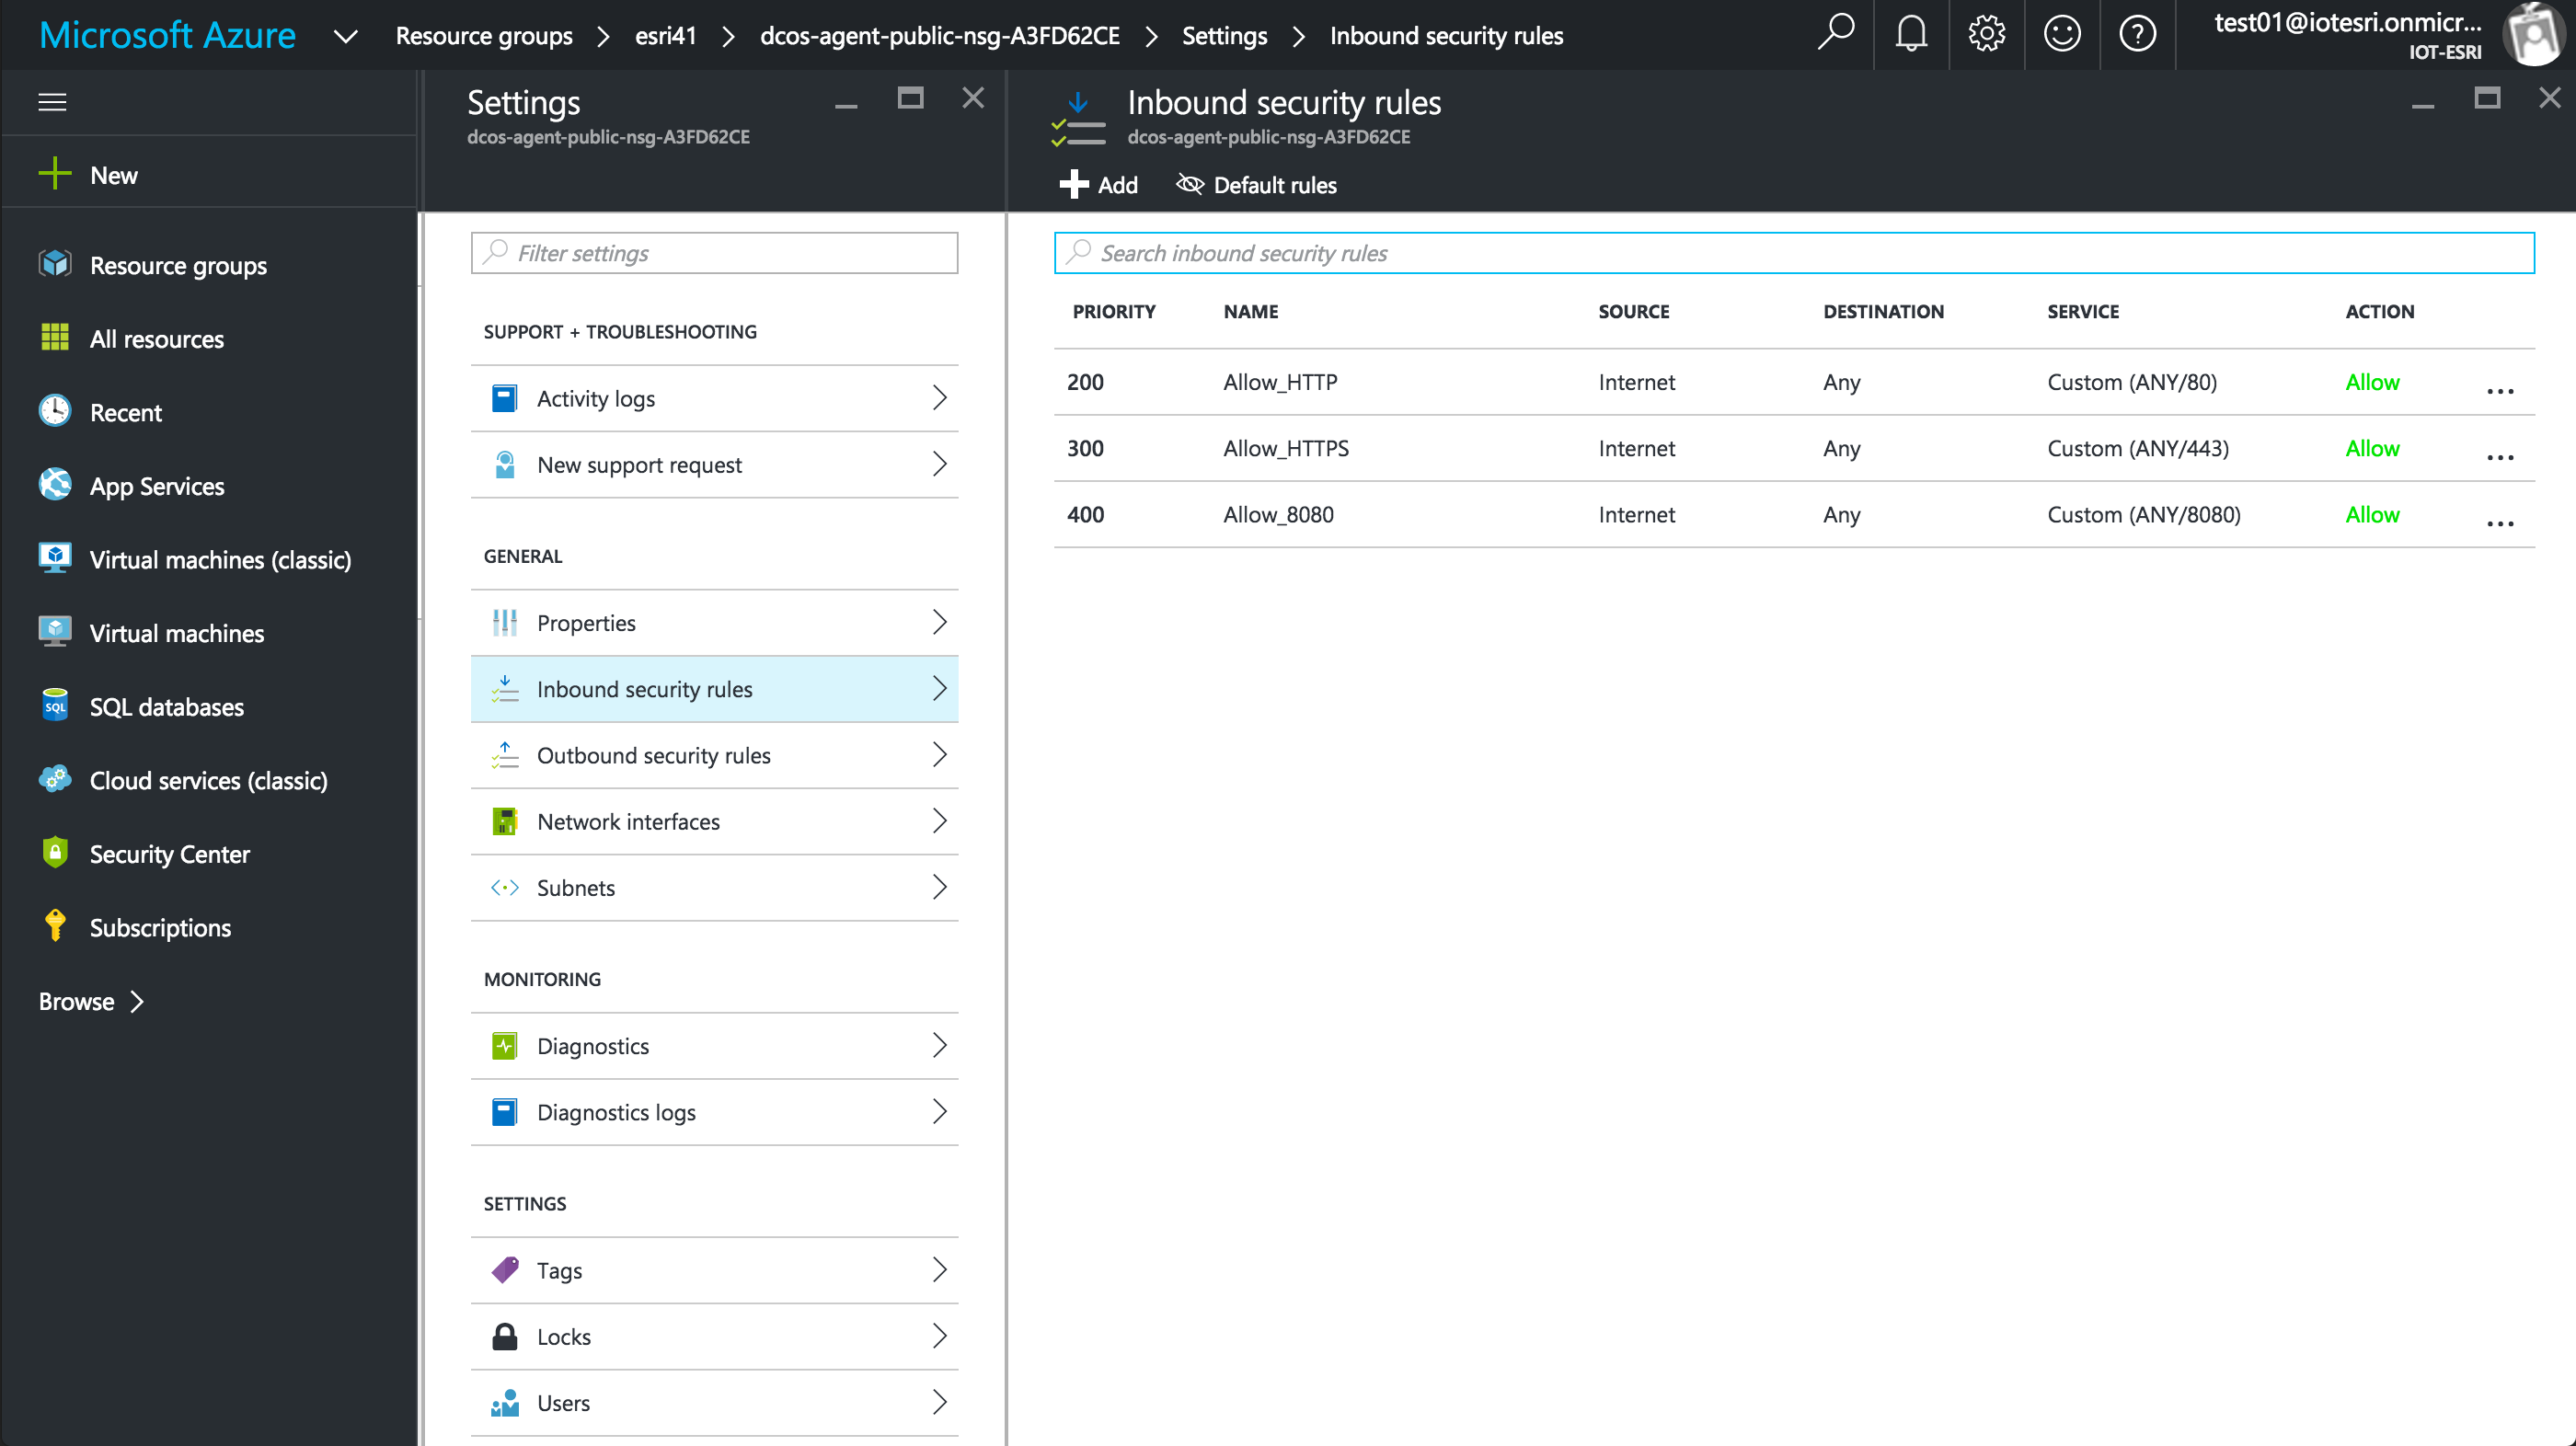 Microsoft Azure
Resource groups > esri41 > dcos-agent-public-nsg-A3FD62CE > Settings > Inbound security rules
test01@iotesri.onmicr...
IOT-ESRI
New
Resource groups
All resources
Recent
App Services
Virtual machines (classic)
Virtual machines
SQL
SQL databases
Cloud services (classic)
Security Center
Subscriptions
Browse >
Settings
dcos-agent-public-nsg-A3FD62CE
Filter settings
SUPPORT + TROUBLESHOOTING
Activity logs
New support request
GENERAL
Properties
Inbound security rules
Outbound security rules
Network interfaces
Subnets
MONITORING
Diagnostics
Diagnostics logs
SETTINGS
Tags
Locks
Users
Inbound security rules
dcos-agent-public-nsg-A3FD62CE
Add Default rules
Search inbound security rules
PRIORITY NAME SOURCE DESTINATION SERVICE ACTION
200 Allow_HTTP Internet Any Custom (ANY/80) Allow ...
300 Allow_HTTPS Internet Any Custom (ANY/443) Allow ...
400 Allow_8080 Internet Any Custom (ANY/8080) Allow ...